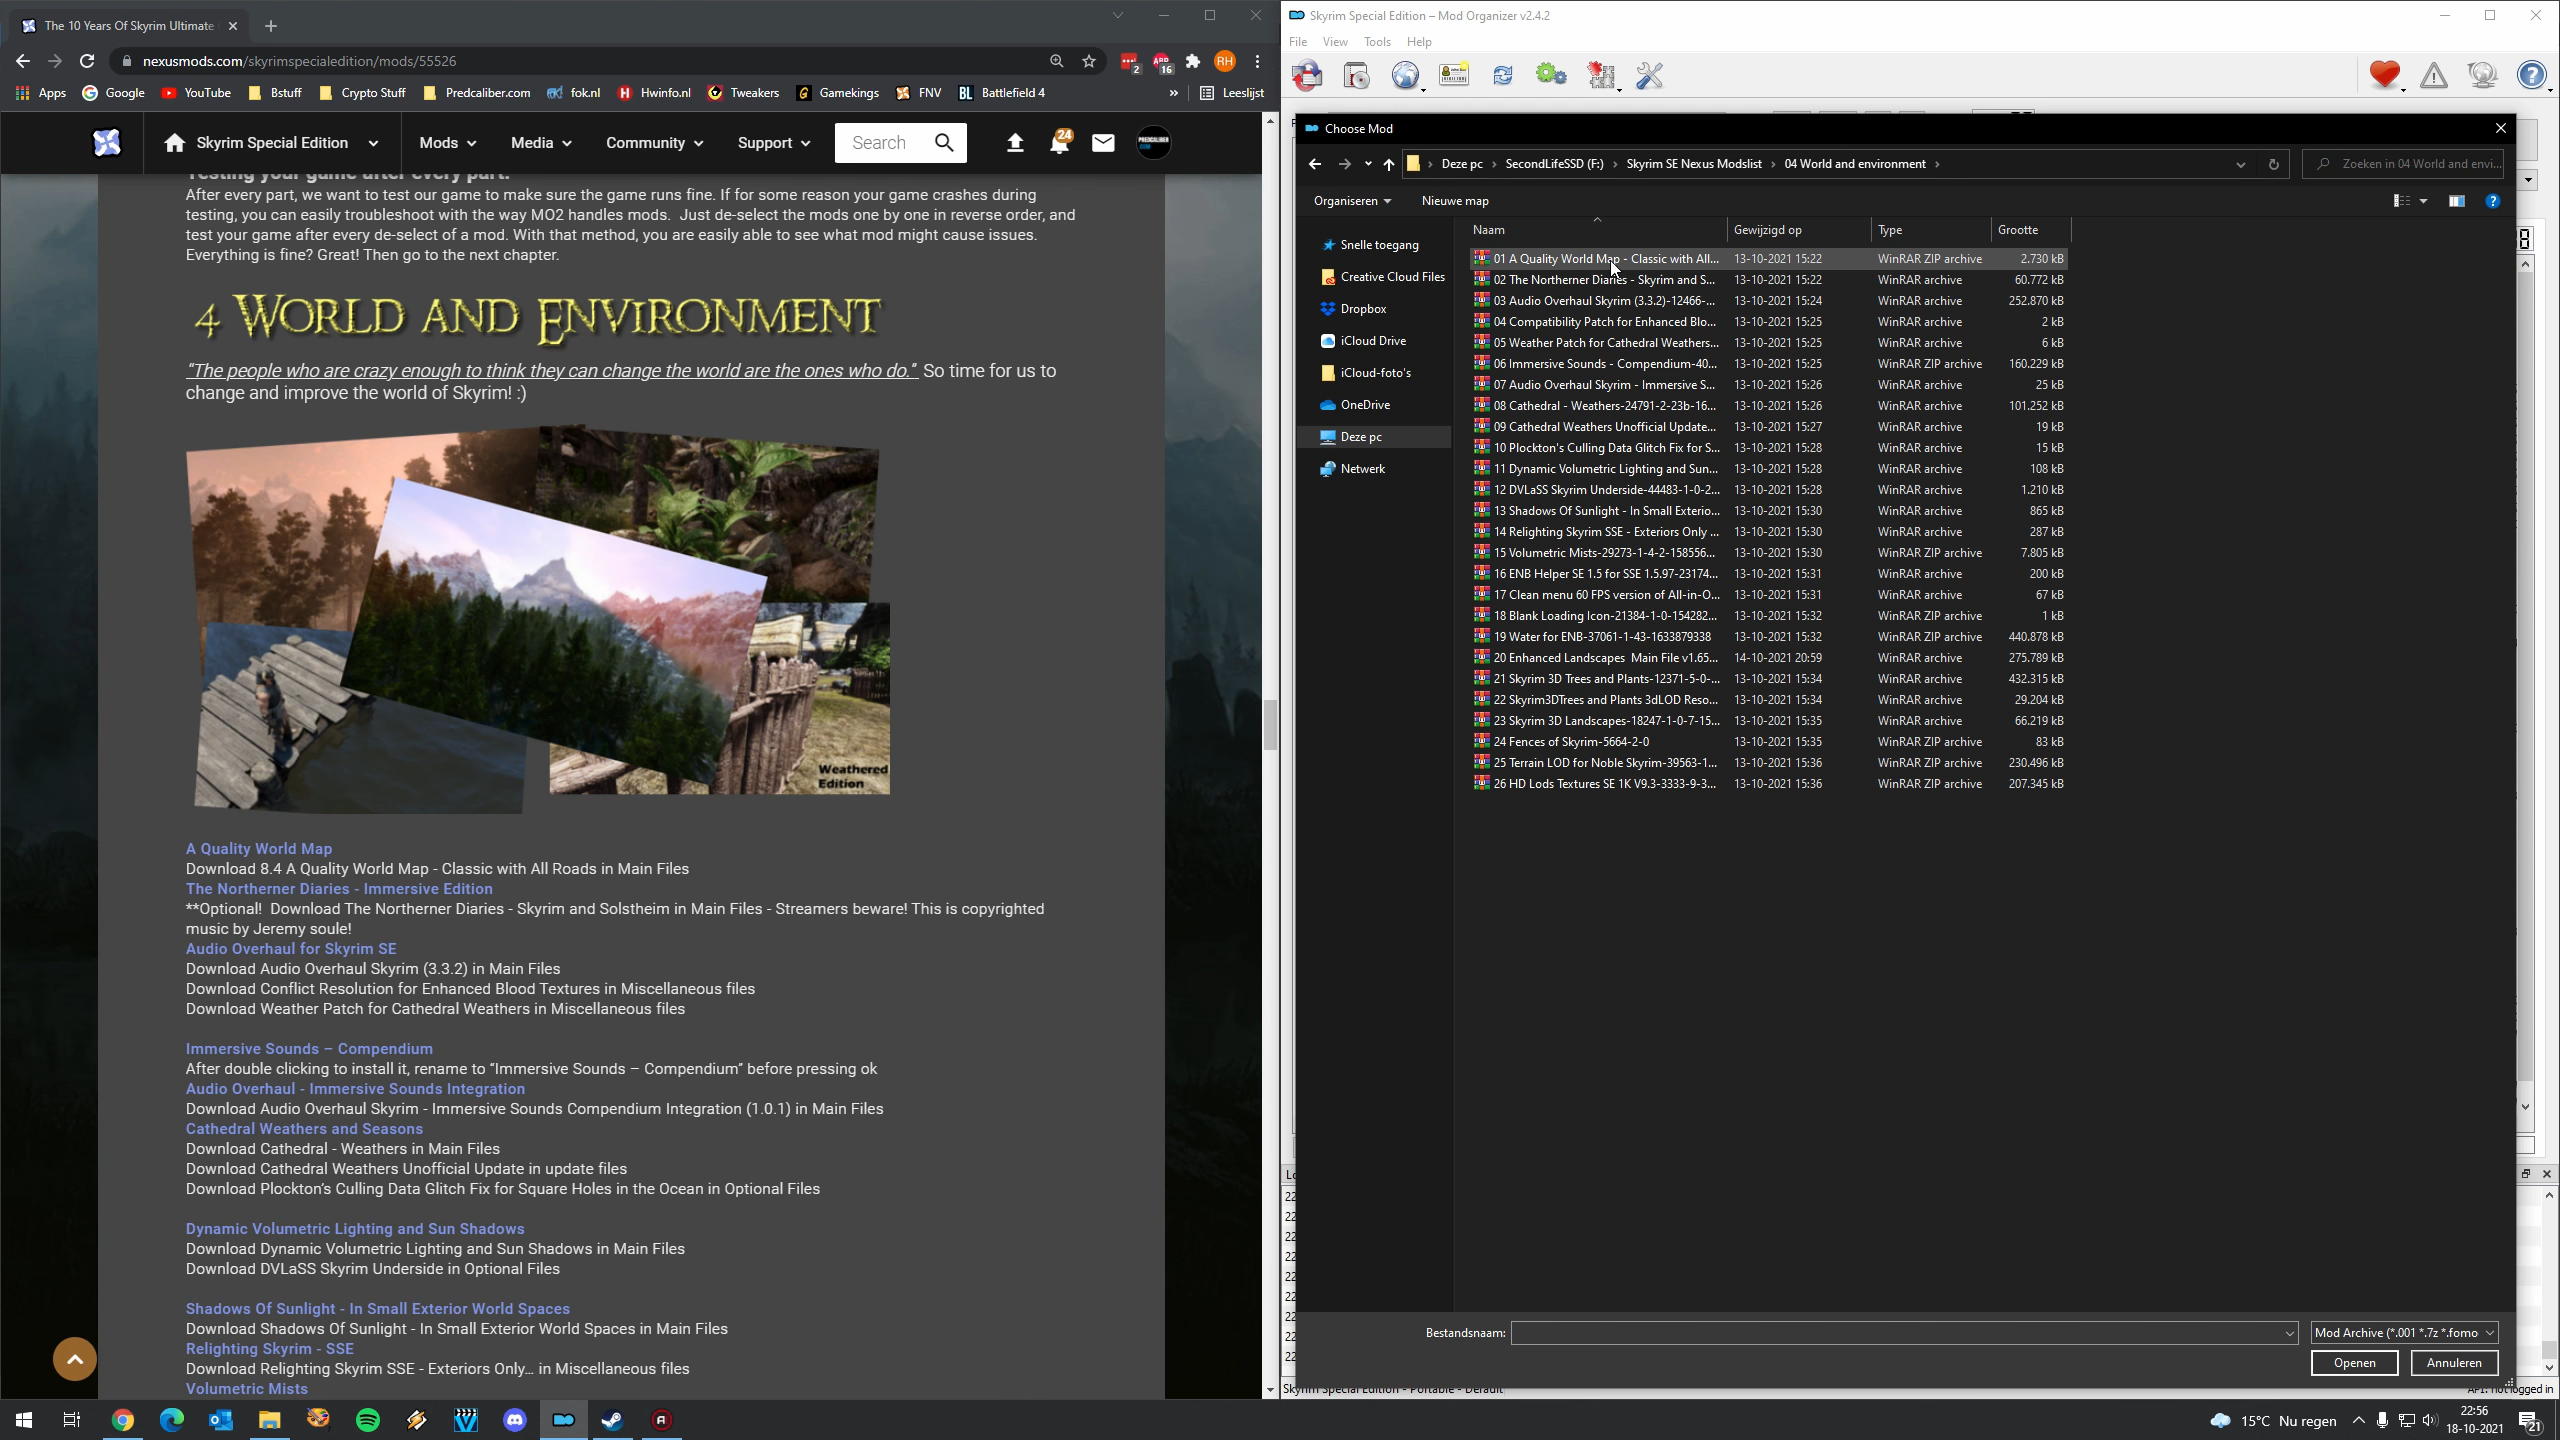 The 10 Years Of Skyrim Ultimate
nexusmods.com/skyrimspecialedition/mods/55526
2
16
RH
Apps
Google
YouTube
Bstuff
Crypto Stuff
Predcaliber.com
fok.nl
Hwinfo.nl
Tweakers
Gamekings
FNV
BL Battlefield 4
»
Leeslijst
Skyrim Special Edition
Mods
Media
Community
Support
Search
24
Testing your game after every part.
After every part, we want to test our game to make sure the game runs fine. If for some reason your game crashes during
testing, you can easily troubleshoot with the way MO2 handles mods. Just de-select the mods one by one in reverse order, and
test your game after every de-select of a mod. With that method, you are easily able to see what mod might cause issues.
Everything is fine? Great! Then go to the next chapter.
4 World and Environment
"The people who are crazy enough to think they can change the world are the ones who do." So time for us to
change and improve the world of Skyrim! :)
Weathered
Edition
A Quality World Map
Download 8.4 A Quality World Map - Classic with All Roads in Main Files
The Northerner Diaries - Immersive Edition
**Optional! Download The Northerner Diaries - Skyrim and Solstheim in Main Files - Streamers beware! This is copyrighted
music by Jeremy soule!
Audio Overhaul for Skyrim SE
Download Audio Overhaul Skyrim (3.3.2) in Main Files
Download Conflict Resolution for Enhanced Blood Textures in Miscellaneous files
Download Weather Patch for Cathedral Weathers in Miscellaneous files
Immersive Sounds – Compendium
After double clicking to install it, rename to "Immersive Sounds – Compendium" before pressing ok
Audio Overhaul - Immersive Sounds Integration
Download Audio Overhaul Skyrim - Immersive Sounds Compendium Integration (1.0.1) in Main Files
Cathedral Weathers and Seasons
Download Cathedral - Weathers in Main Files
Download Cathedral Weathers Unofficial Update in update files
Download Plockton's Culling Data Glitch Fix for Square Holes in the Ocean in Optional Files
Dynamic Volumetric Lighting and Sun Shadows
Download Dynamic Volumetric Lighting and Sun Shadows in Main Files
Download DVLaSS Skyrim Underside in Optional Files
Shadows Of Sunlight - In Small Exterior World Spaces
Download Shadows Of Sunlight - In Small Exterior World Spaces in Main Files
Relighting Skyrim - SSE
Download Relighting Skyrim SSE - Exteriors Only... in Miscellaneous files
Volumetric Mists
Skyrim Special Edition – Mod Organizer v2.4.2
File View Tools Help
Choose Mod
Deze pc › SecondLifeSSD (F:) › Skyrim SE Nexus Modslist › 04 World and environment ›
Zoeken in 04 World and envi...
Organiseren
Nieuwe map
Snelle toegang
Creative Cloud Files
Dropbox
iCloud Drive
iCloud-foto's
OneDrive
Deze pc
Netwerk
Naam Gewijzigd op Type Grootte
01 A Quality World Map - Classic with All... 13-10-2021 15:22 WinRAR ZIP archive 2.730 kB
02 The Northerner Diaries - Skyrim and S... 13-10-2021 15:22 WinRAR archive 60.772 kB
03 Audio Overhaul Skyrim (3.3.2)-12466-... 13-10-2021 15:24 WinRAR archive 252.870 kB
04 Compatibility Patch for Enhanced Blo... 13-10-2021 15:25 WinRAR archive 2 kB
05 Weather Patch for Cathedral Weathers... 13-10-2021 15:25 WinRAR archive 6 kB
06 Immersive Sounds - Compendium-40... 13-10-2021 15:25 WinRAR ZIP archive 160.229 kB
07 Audio Overhaul Skyrim - Immersive S... 13-10-2021 15:26 WinRAR archive 25 kB
08 Cathedral - Weathers-24791-2-23b-16... 13-10-2021 15:26 WinRAR archive 101.252 kB
09 Cathedral Weathers Unofficial Update... 13-10-2021 15:27 WinRAR archive 19 kB
10 Plockton's Culling Data Glitch Fix for S... 13-10-2021 15:28 WinRAR archive 15 kB
11 Dynamic Volumetric Lighting and Sun... 13-10-2021 15:28 WinRAR archive 108 kB
12 DVLaSS Skyrim Underside-44483-1-0-2... 13-10-2021 15:28 WinRAR archive 1.210 kB
13 Shadows Of Sunlight - In Small Exterio... 13-10-2021 15:30 WinRAR archive 865 kB
14 Relighting Skyrim SSE - Exteriors Only ... 13-10-2021 15:30 WinRAR archive 287 kB
15 Volumetric Mists-29273-1-4-2-158556... 13-10-2021 15:30 WinRAR ZIP archive 7.805 kB
16 ENB Helper SE 1.5 for SSE 1.5.97-23174... 13-10-2021 15:31 WinRAR archive 200 kB
17 Clean menu 60 FPS version of All-in-O... 13-10-2021 15:31 WinRAR archive 67 kB
18 Blank Loading Icon-21384-1-0-154282... 13-10-2021 15:32 WinRAR ZIP archive 1 kB
19 Water for ENB-37061-1-43-1633879338 13-10-2021 15:32 WinRAR ZIP archive 440.878 kB
20 Enhanced Landscapes Main File v1.65... 14-10-2021 20:59 WinRAR archive 275.789 kB
21 Skyrim 3D Trees and Plants-12371-5-0-... 13-10-2021 15:34 WinRAR archive 432.315 kB
22 Skyrim3DTrees and Plants 3dLOD Reso... 13-10-2021 15:34 WinRAR archive 29.204 kB
23 Skyrim 3D Landscapes-18247-1-0-7-15... 13-10-2021 15:35 WinRAR archive 66.219 kB
24 Fences of Skyrim-5664-2-0 13-10-2021 15:35 WinRAR ZIP archive 83 kB
25 Terrain LOD for Noble Skyrim-39563-1... 13-10-2021 15:36 WinRAR ZIP archive 230.496 kB
26 HD Lods Textures SE 1K V9.3-3333-9-3... 13-10-2021 15:36 WinRAR ZIP archive 207.345 kB
Bestandsnaam:
Mod Archive (*.001 *.7z *.fomo
Openen
Annuleren
Skyrim Special Edition - Portable - Default
API: not logged in
15°C Nu regen
22:56
18-10-2021
21